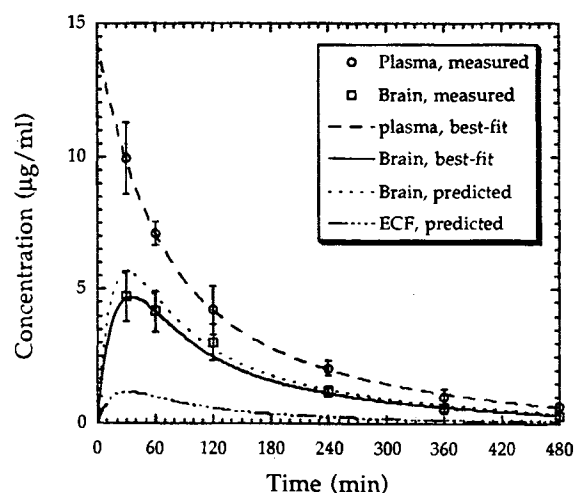 15
10
5
0
0
60
120
180
240
300
360
420
480
Concentration (μg/ml)
Time (min)
Plasma, measured
Brain, measured
plasma, best-fit
Brain, best-fit
Brain, predicted
ECF, predicted